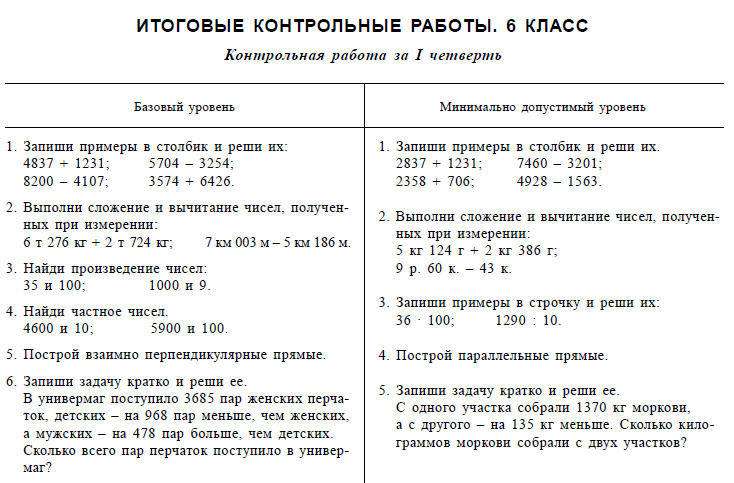 ИТОГОВЫЕ КОНТРОЛЬНЫЕ РАБОТЫ. 6 КЛАСС
Контрольная работа за I четверть
Базовый уровень
1. Запиши примеры в столбик и реши их:
4837 + 1231; 5704 – 3254;
8200 – 4107; 3574 + 6426.
2. Выполни сложение и вычитание чисел, получен-
ных при измерении:
6 т 276 кг + 2 т 724 кг; 7 км 003 м – 5 км 186 м.
3. Найди произведение чисел:
35 и 100; 1000 и 9.
4. Найди частное чисел.
4600 и 10; 5900 и 100.
5. Построй взаимно перпендикулярные прямые.
6. Запиши задачу кратко и реши ее.
В универмаг поступило 3685 пар женских перча-
ток, детских – на 968 пар меньше, чем женских,
а мужских – на 478 пар больше, чем детских.
Сколько всего пар перчаток поступило в универ-
маг?
Минимально допустимый уровень
1. Запиши примеры в столбик и реши их.
2837 + 1231; 7460 – 3201;
2358 + 706; 4928 – 1563.
2. Выполни сложение и вычитание чисел, получен-
ных при измерении:
5 кг 124 г + 2 кг 386 г;
9 р. 60 к. – 43 к.
3. Запиши примеры в строчку и реши их:
36 · 100; 1290 : 10.
4. Построй параллельные прямые.
5. Запиши задачу кратко и реши ее.
С одного участка собрали 1370 кг моркови,
а с другого – на 135 кг меньше. Сколько кило-
граммов моркови собрали с двух участков?